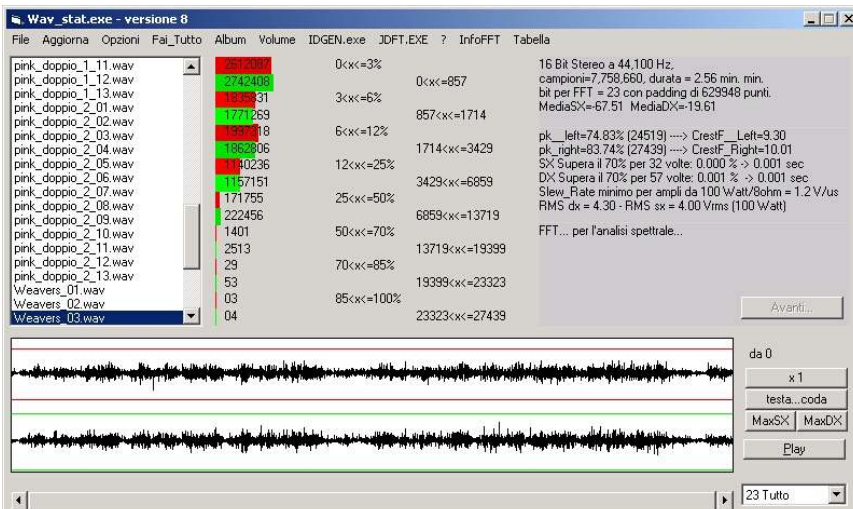 Wav_stat.exe - versione 8
File Aggiorna Opzioni Fai_Tutto Album Volume IDGEN.exe JDFT.EXE ? InfoFFT Tabella
pink_doppio_1_11.wav
pink_doppio_1_12.wav
pink_doppio_1_13.wav
pink_doppio_2_01.wav
pink_doppio_2_02.wav
pink_doppio_2_03.wav
pink_doppio_2_04.wav
pink_doppio_2_05.wav
pink_doppio_2_06.wav
pink_doppio_2_07.wav
pink_doppio_2_08.wav
pink_doppio_2_09.wav
pink_doppio_2_10.wav
pink_doppio_2_11.wav
pink_doppio_2_12.wav
pink_doppio_2_13.wav
Weavers_01.wav
Weavers_02.wav
Weavers_03.wav
2612087 0<x<=3%
2742408 0<x<=857
1835831 3<x<=6%
1771269 857<x<=1714
1997318 6<x<=12%
1862806 1714<x<=3429
1140236 12<x<=25%
1157151 3429<x<=6859
171755 25<x<=50%
222456 6859<x<=13719
1401 50<x<=70%
2513 13719<x<=19399
29 70<x<=85%
53 19399<x<=23323
03 85<x<=100%
04 23323<x<=27439
16 Bit Stereo a 44,100 Hz,
campioni=7,758,660, durata = 2.56 min. min.
bit per FFT = 23 con padding di 629948 punti.
MediaSX=-67.51 MediaDX=-19.61
pk__left=74.83% (24519) ----> CrestF__Left=9.30
pk_right=83.74% (27439) ----> CrestF_Right=10.01
SX Supera il 70% per 32 volte: 0.000 % -> 0.001 sec
DX Supera il 70% per 57 volte: 0.001 % -> 0.001 sec
Slew_Rate minimo per ampli da 100 Watt/8ohm = 1.2 V/us
RMS dx = 4.30 - RMS sx = 4.00 Vrms (100 Watt)
FFT... per l'analisi spettrale...
Avanti...
da 0
x 1
testa...coda
MaxSX MaxDX
Play
23 Tutto